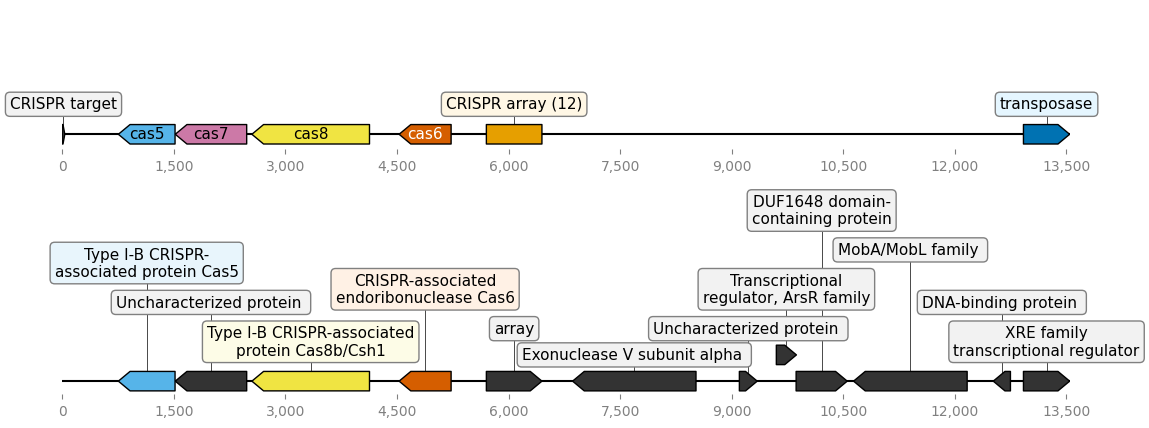 CRISPR target
CRISPR array (12)
transposase
cas5
cas7
cas8
cas6
0
1,500
3,000
4,500
6,000
7,500
9,000
10,500
12,000
13,500
DUF1648 domain-
containing protein
MobA/MobL family
Type I-B CRISPR-
associated protein Cas5
CRISPR-associated
endoribonuclease Cas6
Transcriptional
regulator, ArsR family
Uncharacterized protein
DNA-binding protein
Type I-B CRISPR-associated
protein Cas8b/Csh1
array
Uncharacterized protein
XRE family
transcriptional regulator
Exonuclease V subunit alpha
0
1,500
3,000
4,500
6,000
7,500
9,000
10,500
12,000
13,500